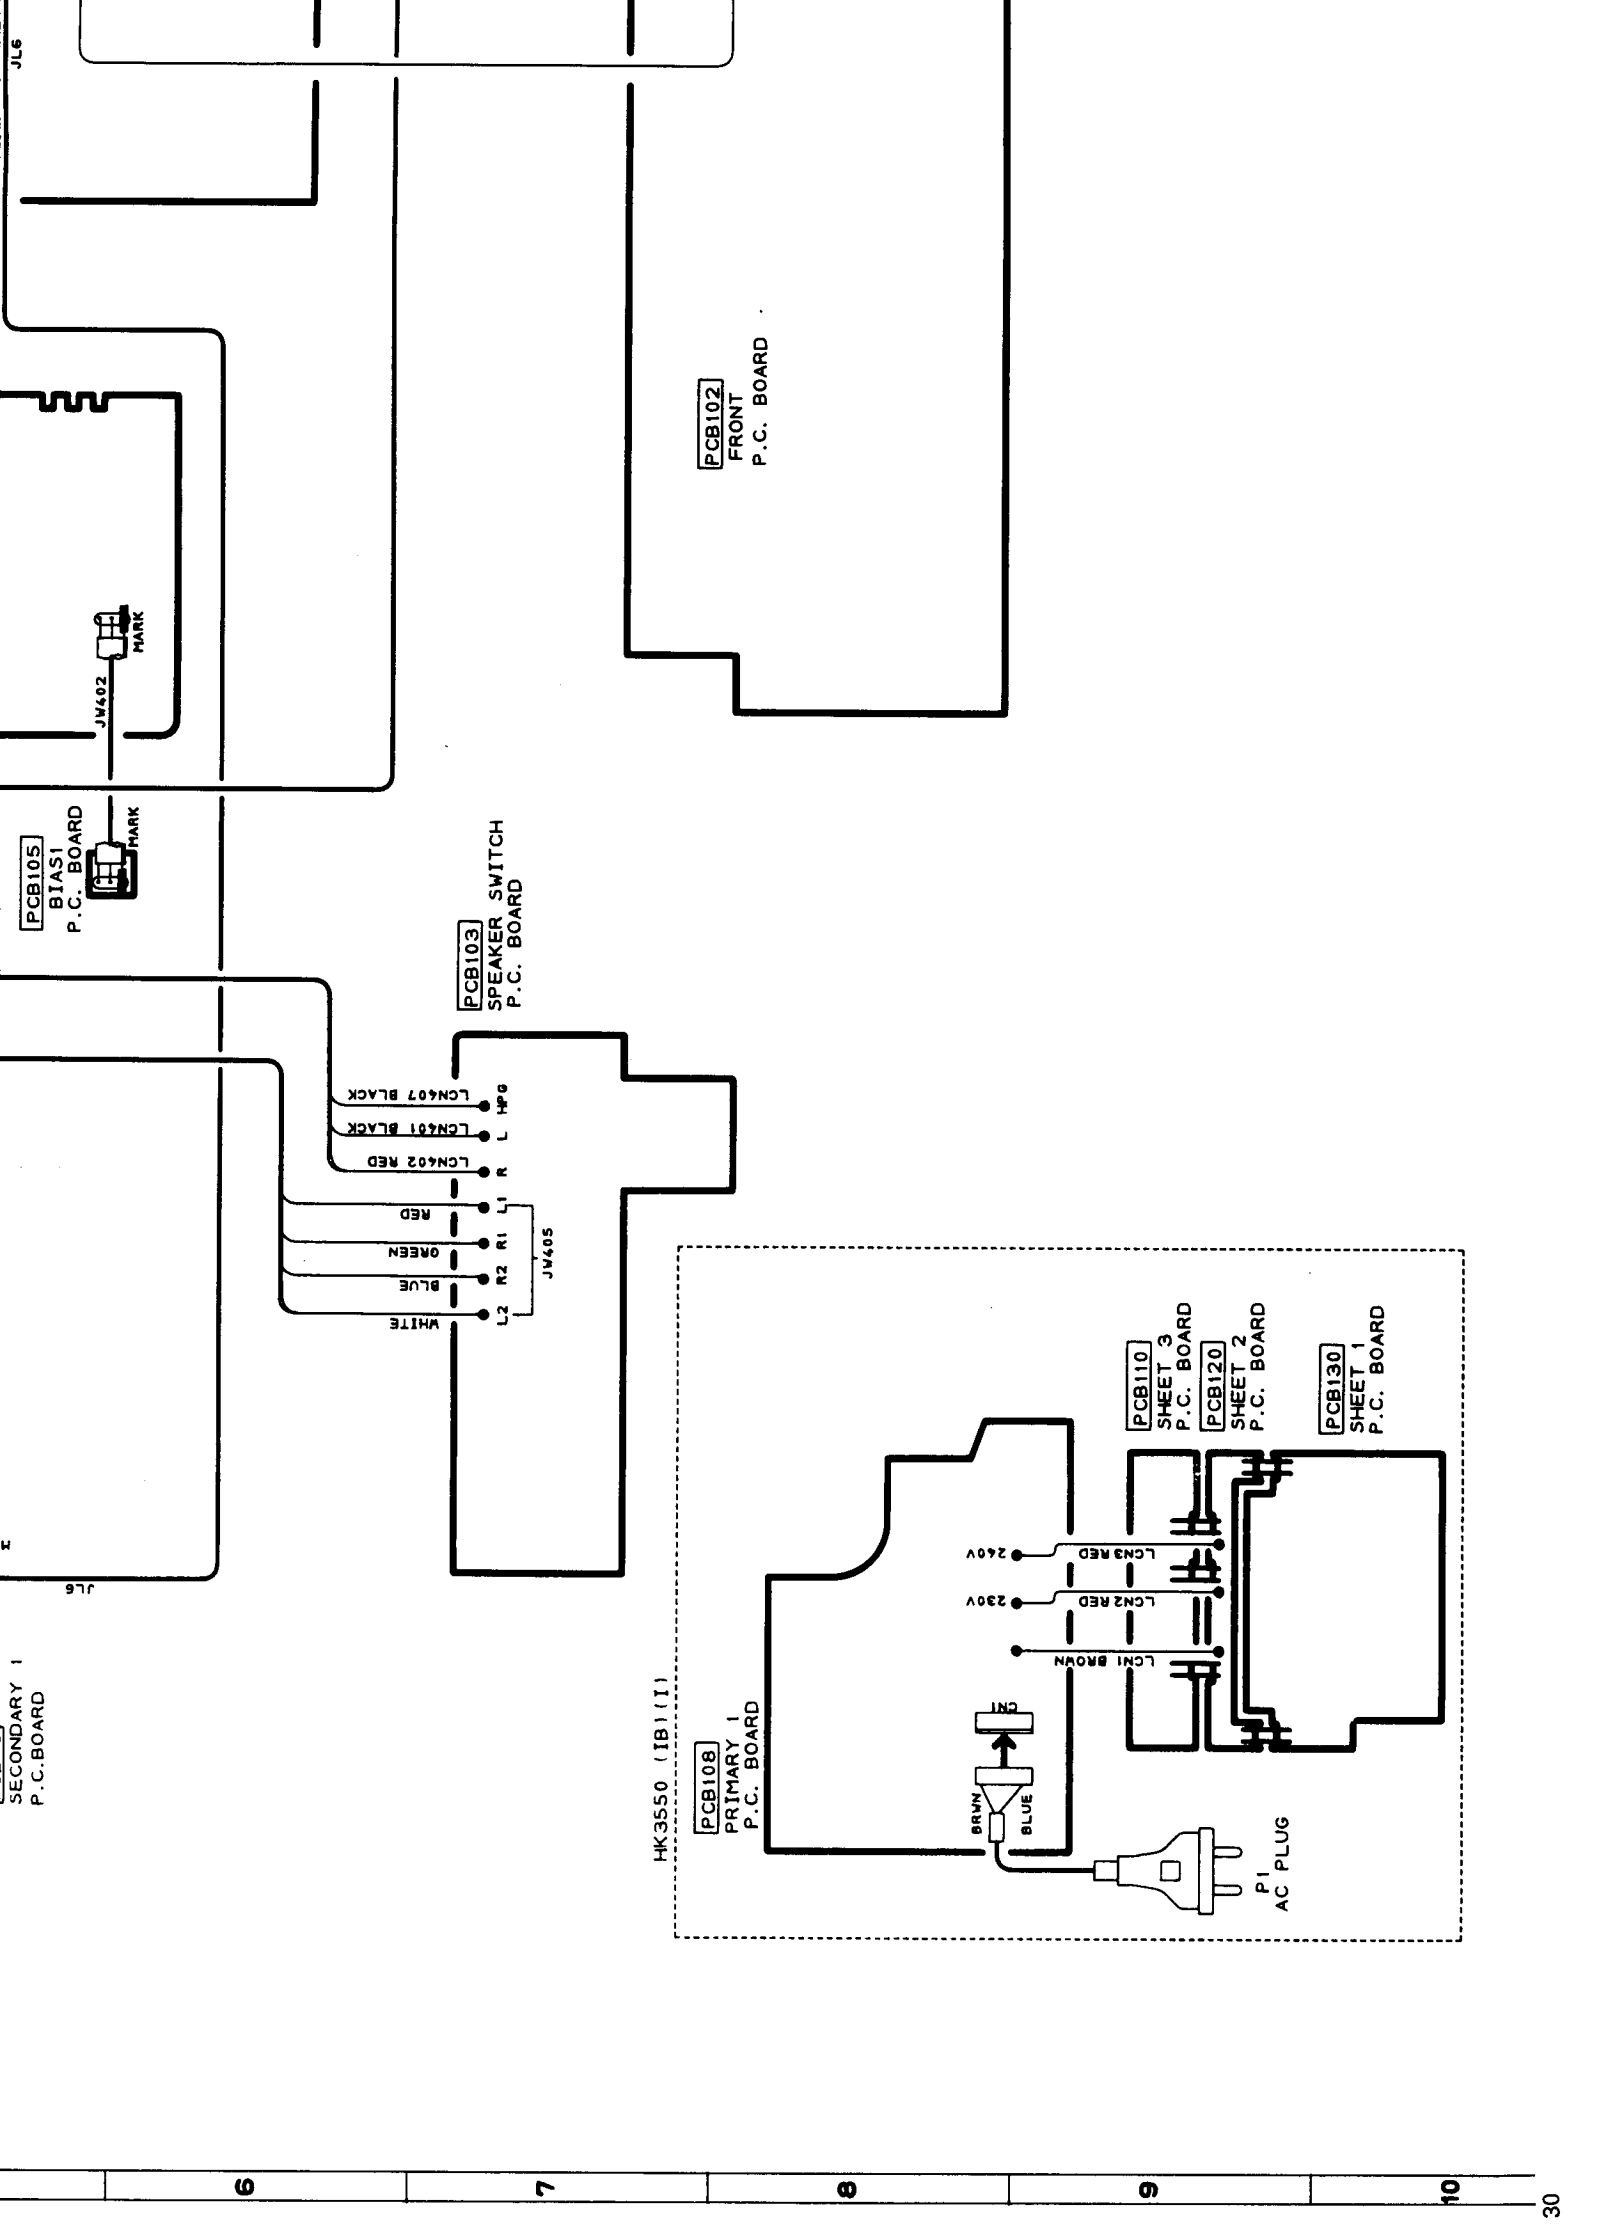 JL6
PCB102
FRONT
P.C. BOARD
MARK
JW402
MARK
PCB105
BIAS1
P.C. BOARD
PCB103
SPEAKER SWITCH
P.C. BOARD
LCN407 BLACK
HPG
LCN401 BLACK
L
LCN402 RED
R
RED
L1
GREEN
R1
BLUE
R2
WHITE
L2
JW405
JL6
SECONDARY 1
P.C.BOARD
HK3550 (IB)(I)
PCB108
PRIMARY 1
P.C. BOARD
240V
LCN3 RED
230V
LCN2 RED
LCN1 BROWN
CN1
BRWN
BLUE
P1
AC PLUG
PCB110
SHEET 3
P.C. BOARD
PCB120
SHEET 2
P.C. BOARD
PCB130
SHEET 1
P.C. BOARD
6
7
8
9
10
30